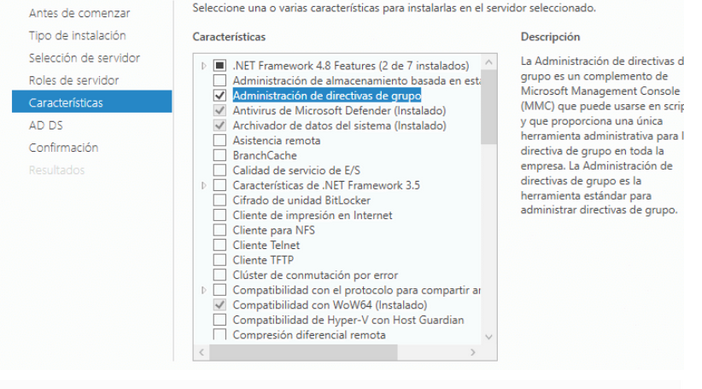 Antes de comenzar
Tipo de instalación
Selección de servidor
Roles de servidor
Características
AD DS
Confirmación
Resultados
Seleccione una o varias características para instalarlas en el servidor seleccionado.
Características
.NET Framework 4.8 Features (2 de 7 instalados)
Administración de almacenamiento basada en está
Administración de directivas de grupo
Antivirus de Microsoft Defender (Instalado)
Archivador de datos del sistema (Instalado)
Asistencia remota
BranchCache
Calidad de servicio de E/S
Características de .NET Framework 3.5
Cifrado de unidad BitLocker
Cliente de impresión en Internet
Cliente para NFS
Cliente Telnet
Cliente TFTP
Clúster de conmutación por error
Compatibilidad con el protocolo para compartir ar
Compatibilidad con WoW64 (Instalado)
Compatibilidad de Hyper-V con Host Guardian
Compresión diferencial remota
Descripción
La Administración de directivas d
grupo es un complemento de
Microsoft Management Console
(MMC) que puede usarse en scrip
y que proporciona una única
herramienta administrativa para l
directiva de grupo en toda la
empresa. La Administración de
directivas de grupo es la
herramienta estándar para
administrar directivas de grupo.